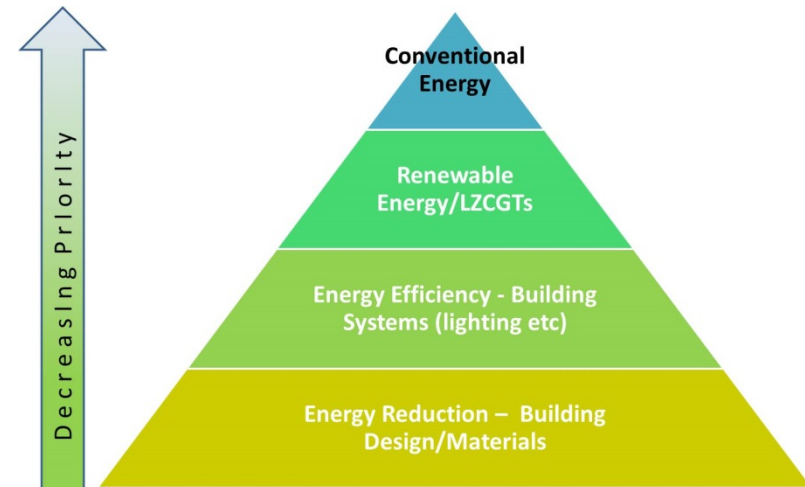 Decreasing Priority
Conventional
Energy
Renewable
Energy/LZCGTs
Energy Efficiency - Building
Systems (lighting etc)
Energy Reduction – Building
Design/Materials